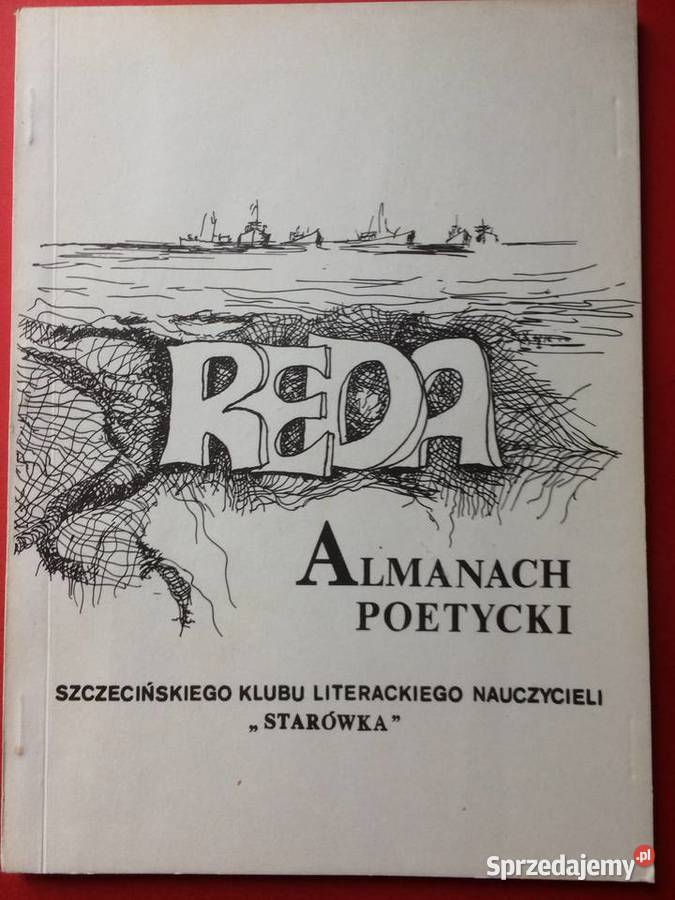 REDA
ALMANACH
POETYCKI
SZCZECIŃSKIEGO KLUBU LITERACKIEGO NAUCZYCIELI
„STARÓWKA”
Sprzedajemy.pl